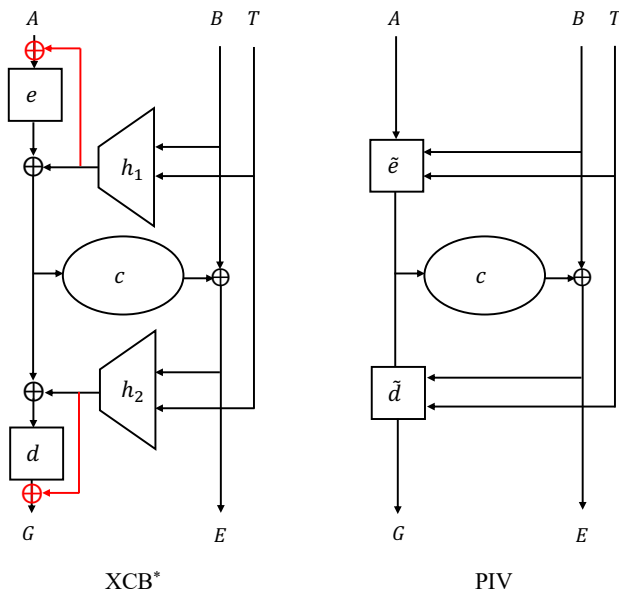 A B T A B T
e
h₁ ẽ
c c
h₂ d̃
d
G E G E
XCB* PIV